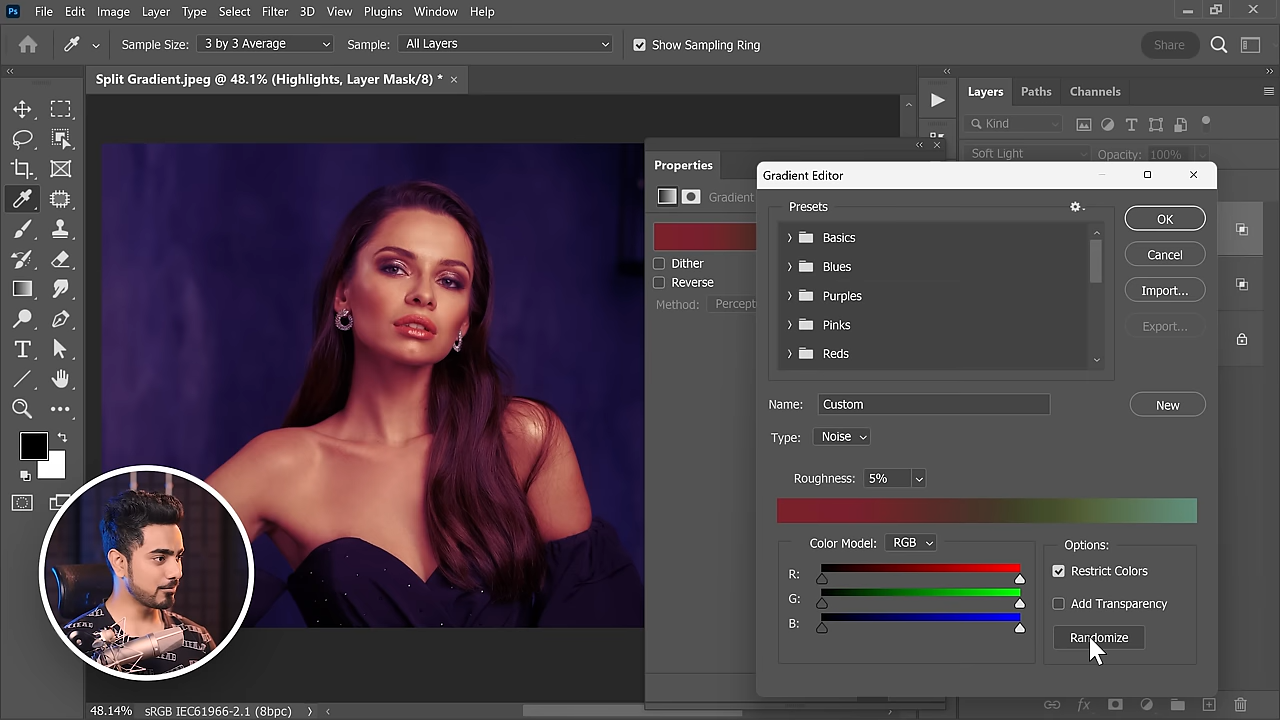 Ps File Edit Image Layer Type Select Filter 3D View Plugins Window Help
Sample Size: 3 by 3 Average Sample: All Layers Show Sampling Ring Share
Split Gradient.jpeg @ 48.1% (Highlights, Layer Mask/8) * ×
Layers Paths Channels
Kind
Soft Light Opacity: 100%
Properties
Gradient
Dither
Reverse
Method: Percept
Gradient Editor
Presets
Basics
Blues
Purples
Pinks
Reds
OK
Cancel
Import...
Export...
Name: Custom New
Type: Noise
Roughness: 5%
Color Model: RGB
R:
G:
B:
Options:
Restrict Colors
Add Transparency
Randomize
48.14% sRGB IEC61966-2.1 (8bpc)
fx